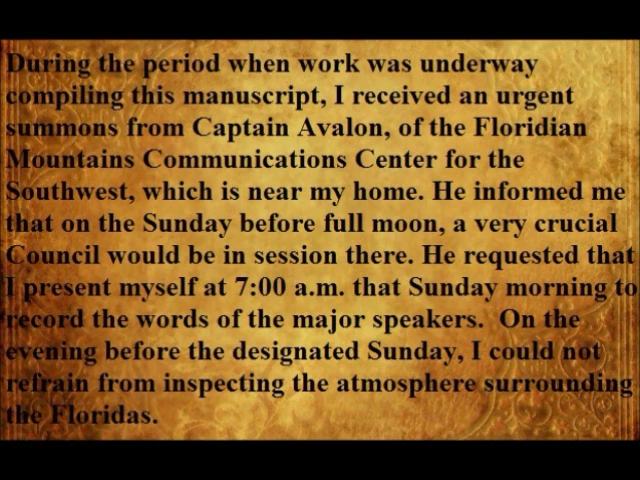 During the period when work was underway
compiling this manuscript, I received an urgent
summons from Captain Avalon, of the Floridian
Mountains Communications Center for the
Southwest, which is near my home. He informed me
that on the Sunday before full moon, a very crucial
Council would be in session there. He requested that
I present myself at 7:00 a.m. that Sunday morning to
record the words of the major speakers.  On the
evening before the designated Sunday, I could not
refrain from inspecting the atmosphere surrounding
the Floridas.